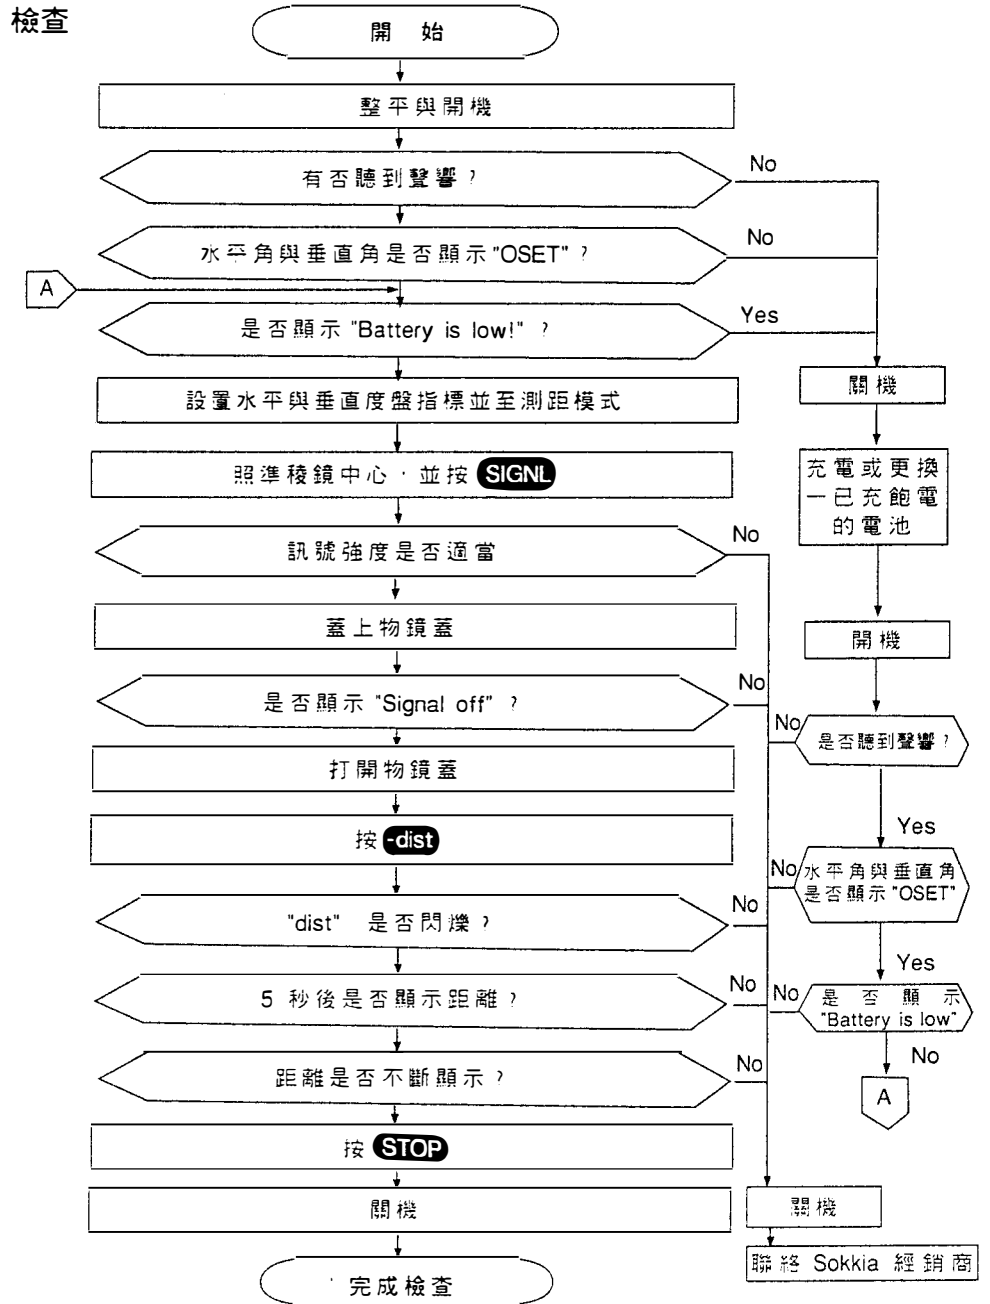 檢查
開 始
整平與開機
有否聽到聲響？
No
水平角與垂直角是否顯示"OSET"？
No
A
是否顯示 "Battery is low!" ？
Yes
設置水平與垂直度盤指標並至測距模式
照準稜鏡中心，並按 SIGNL
訊號強度是否適當
No
蓋上物鏡蓋
是否顯示 "Signal off" ？
No
打開物鏡蓋
按 -dist
"dist" 是否閃爍？
No
5 秒後是否顯示距離？
No
距離是否不斷顯示？
No
按 STOP
關機
完成檢查
關機
充電或更換
一已充飽電
的電池
開機
No
是否聽到聲響？
Yes
No
水平角與垂直角
是否顯示 "OSET"
Yes
No
是否顯示
"Battery is low"
No
A
關機
聯絡 Sokkia 經銷商